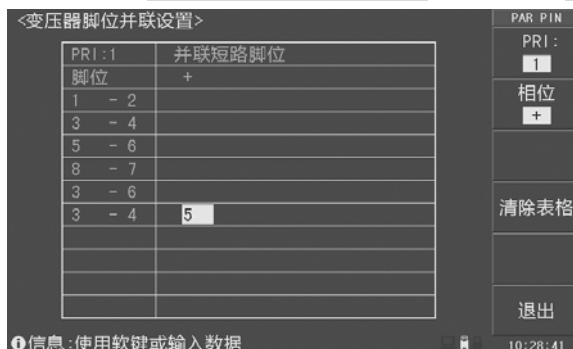 <变压器脚位并联设置>
PAR PIN
PRI:1 并联短路脚位
脚位 +
1 - 2
3 - 4
5 - 6
8 - 7
3 - 6
3 - 4 5
PRI:
1
相位
+
清除表格
退出
信息:使用软键或输入数据
10:28:41